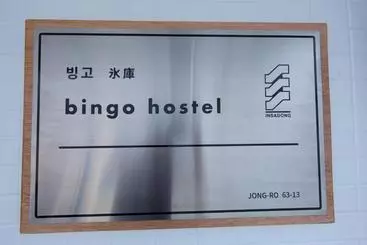 빙고 氷庫
bingo hostel
INSADONG
JONG-RO 63-13